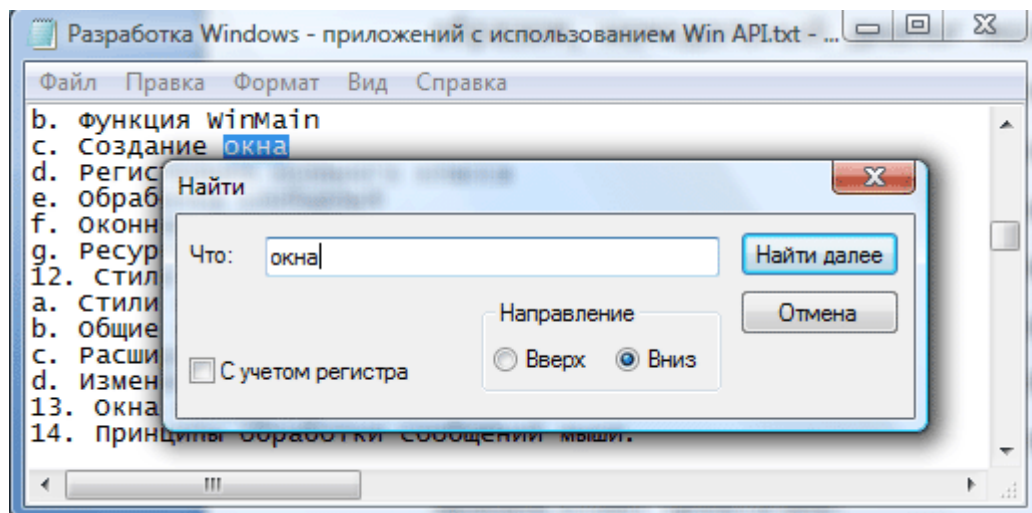 Разработка Windows - приложений с использованием Win API.txt - ...
Файл Правка Формат Вид Справка
b. Функция WinMain
c. Создание окна
d. Регис
e. Обраб
f. Оконн
g. Ресур
12. Стил
a. Стили
b. Общие
c. Расши
d. Измен
13. Окна
14. Принципы обработки сообщений мыши.
Найти
Что: окна
Найти далее
Направление
Отмена
Вверх Вниз
С учетом регистра